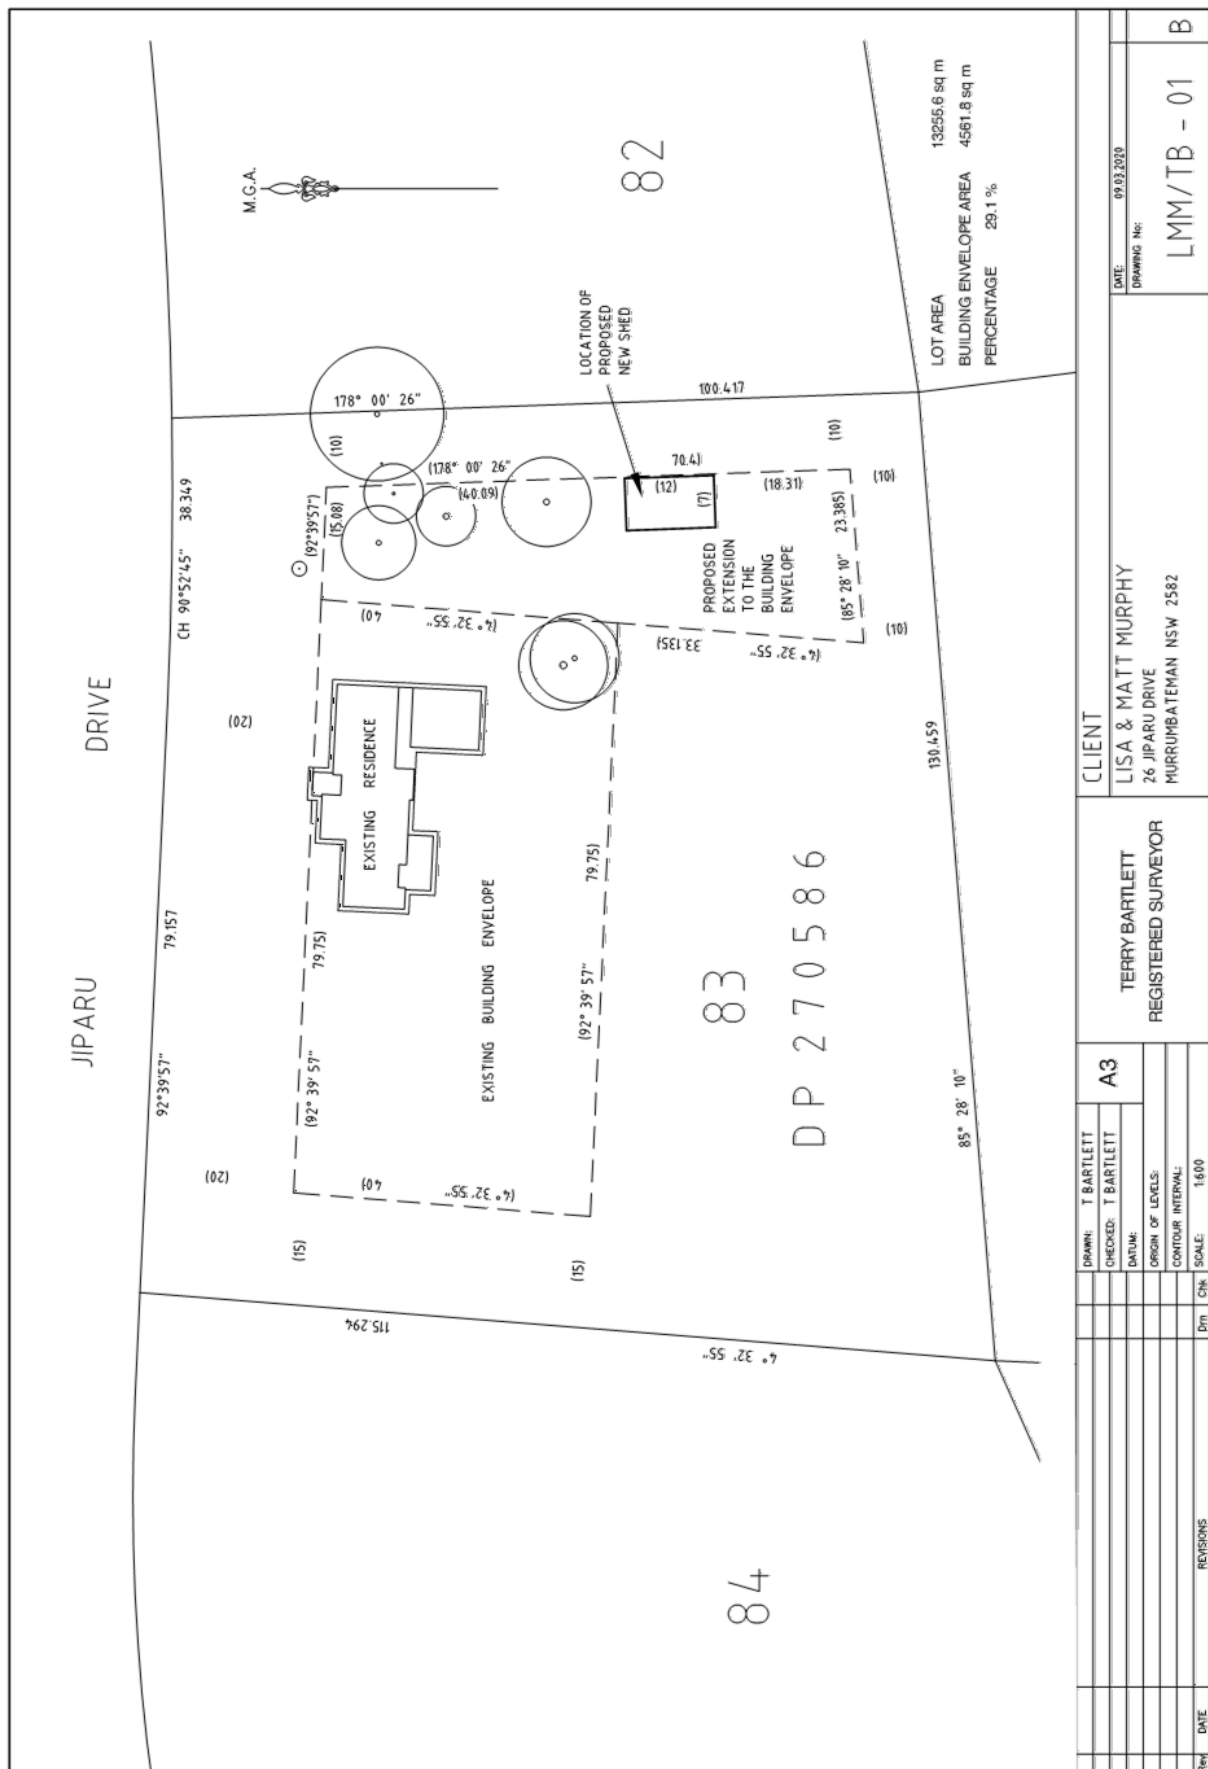 JIPARU DRIVE
M.G.A.
92°39'57" 79.157
CH 90°52'45" 38.349
(20)
(20)
(15)
(15)
(92° 39' 57") 79.75)
(92°39'57")
(15.08)
(10)
178° 00' 26"
(178° 00' 26"
(40.09)
40)
(4° 32' 55"
40)
(4° 32' 55"
EXISTING RESIDENCE
EXISTING BUILDING ENVELOPE
(92° 39' 57") 79.75)
LOCATION OF
PROPOSED
NEW SHED
(12)
(7)
70.4)
(18.31)
100.417
(10)
(10)
(10)
33.135)
(4° 32' 55"
PROPOSED
EXTENSION
TO THE
BUILDING
ENVELOPE
(85° 28' 10") 23.385)
115.294
4° 32' 55"
85° 28' 10"
130.459
82
83
DP 270586
84
LOT AREA 13255.6 sq m
BUILDING ENVELOPE AREA 4561.8 sq m
PERCENTAGE 29.1 %
Rev DATE REVISIONS Drn Chk
DRAWN: T BARTLETT
CHECKED: T BARTLETT
DATUM:
ORIGIN OF LEVELS:
CONTOUR INTERVAL:
SCALE: 1:600
A3
TERRY BARTLETT
REGISTERED SURVEYOR
CLIENT
LISA & MATT MURPHY
26 JIPARU DRIVE
MURRUMBATEMAN NSW 2582
DATE: 09.03.2020
DRAWING No:
LMM/TB - 01 B